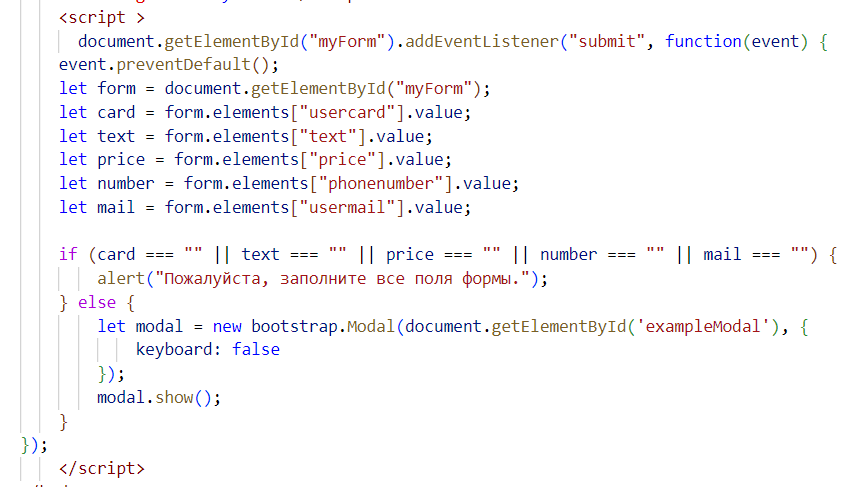 <script >
document.getElementById("myForm").addEventListener("submit", function(event) {
event.preventDefault();
let form = document.getElementById("myForm");
let card = form.elements["usercard"].value;
let text = form.elements["text"].value;
let price = form.elements["price"].value;
let number = form.elements["phonenumber"].value;
let mail = form.elements["usermail"].value;
if (card === "" || text === "" || price === "" || number === "" || mail === "") {
alert("Пожалуйста, заполните все поля формы.");
} else {
let modal = new bootstrap.Modal(document.getElementById('exampleModal'), {
keyboard: false
});
modal.show();
}
});
</script>